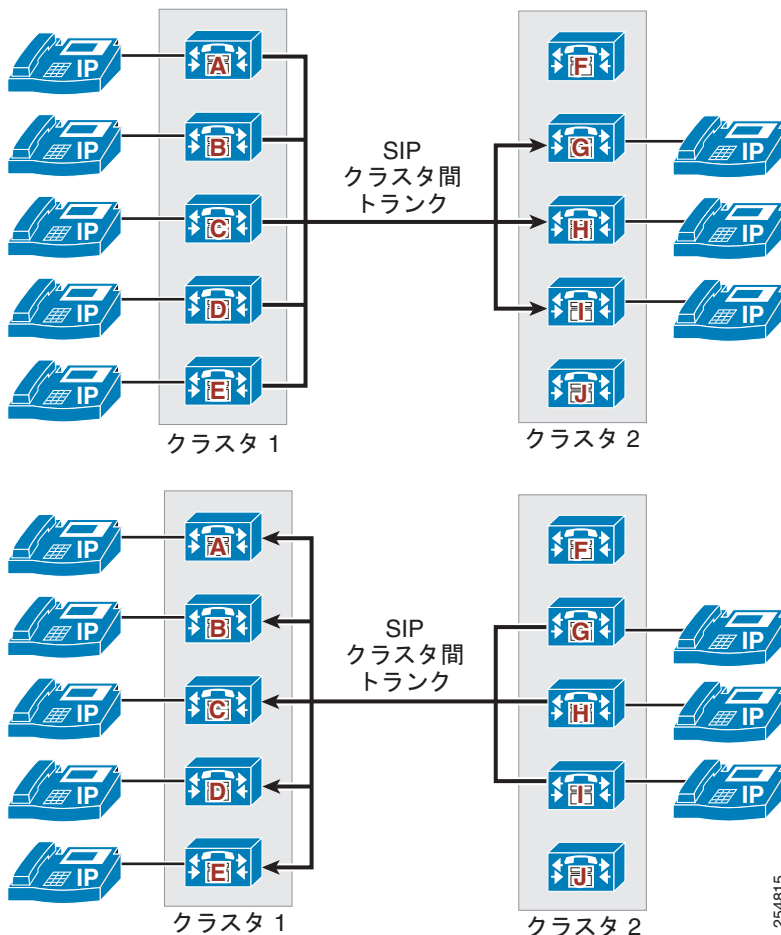 IP A F
IP B G IP
SIP
クラスタ間
トランク
IP C H IP
IP D I IP
IP E J
クラスタ 1 クラスタ 2
IP A F
IP B G IP
SIP
クラスタ間
トランク
IP C H IP
IP D I IP
IP E J
クラスタ 1 クラスタ 2
254815